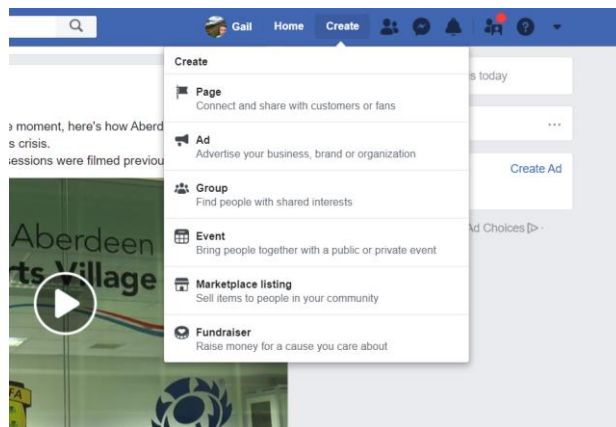 Gail Home Create
Create
Page
Connect and share with customers or fans
Ad
Advertise your business, brand or organization
Group
Find people with shared interests
Event
Bring people together with a public or private event
Marketplace listing
Sell items to people in your community
Fundraiser
Raise money for a cause you care about
moment, here's how Aberd
s crisis.
sessions were filmed previou
Aberdeen
rts Village
FA
s today
Create Ad
Ad Choices